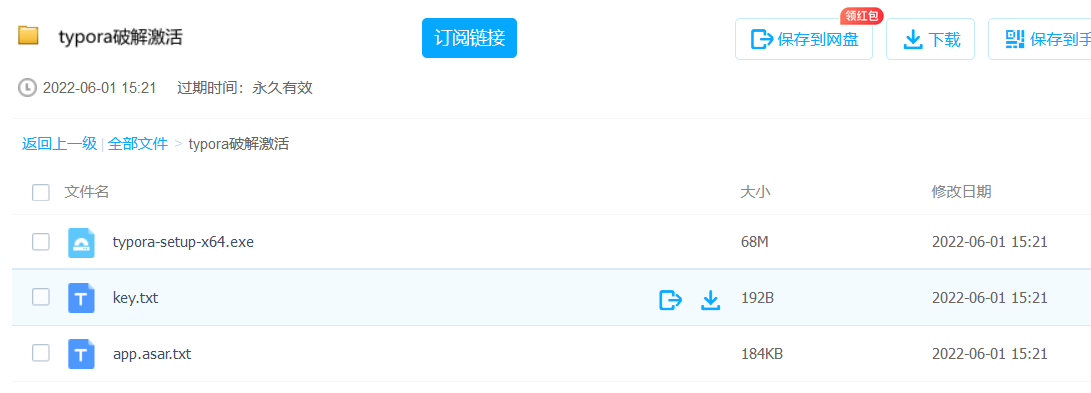 typora破解激活 订阅链接 领红包 保存到网盘 下载 保存到手
2022-06-01 15:21 过期时间：永久有效
返回上一级 | 全部文件 > typora破解激活
文件名 大小 修改日期
typora-setup-x64.exe 68M 2022-06-01 15:21
key.txt 192B 2022-06-01 15:21
app.asar.txt 184KB 2022-06-01 15:21